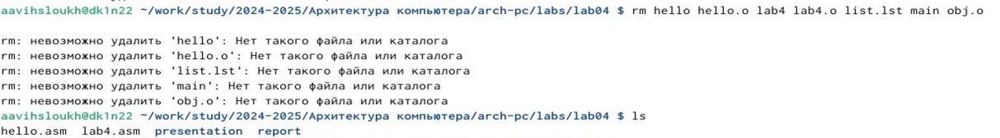 aavihsloukh@dk1n22 ~/work/study/2024-2025/Архитектура компьютера/arch-pc/labs/lab04 $ rm hello hello.o lab4 lab4.o list.lst main obj.o
rm: невозможно удалить 'hello': Нет такого файла или каталога
rm: невозможно удалить 'hello.o': Нет такого файла или каталога
rm: невозможно удалить 'list.lst': Нет такого файла или каталога
rm: невозможно удалить 'main': Нет такого файла или каталога
rm: невозможно удалить 'obj.o': Нет такого файла или каталога
aavihsloukh@dk1n22 ~/work/study/2024-2025/Архитектура компьютера/arch-pc/labs/lab04 $ ls
hello.asm  lab4.asm  presentation  report